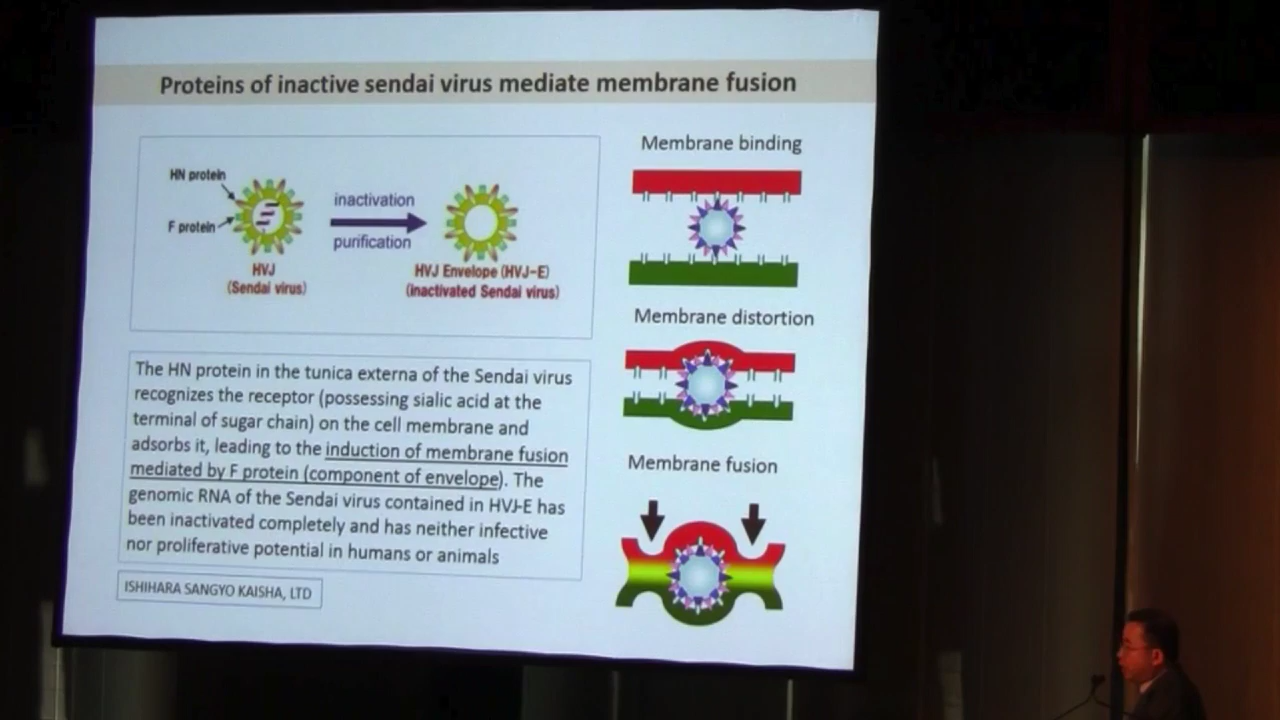 Proteins of inactive sendai virus mediate membrane fusion
HN protein
F protein
HVJ
(Sendai virus)
inactivation
purification
HVJ Envelope (HVJ-E)
(inactivated Sendai virus)
The HN protein in the tunica externa of the Sendai virus
recognizes the receptor (possessing sialic acid at the
terminal of sugar chain) on the cell membrane and
adsorbs it, leading to the induction of membrane fusion
mediated by F protein (component of envelope). The
genomic RNA of the Sendai virus contained in HVJ-E has
been inactivated completely and has neither infective
nor proliferative potential in humans or animals
ISHIHARA SANGYO KAISHA, LTD
Membrane binding
Membrane distortion
Membrane fusion